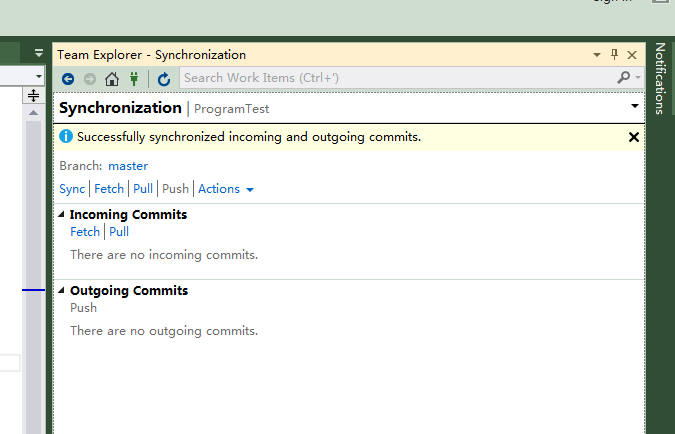 Team Explorer - Synchronization
Search Work Items (Ctrl+')
Synchronization | ProgramTest
Successfully synchronized incoming and outgoing commits.
Branch: master
Sync | Fetch | Pull | Push | Actions
Incoming Commits
Fetch | Pull
There are no incoming commits.
Outgoing Commits
Push
There are no outgoing commits.
Notifications